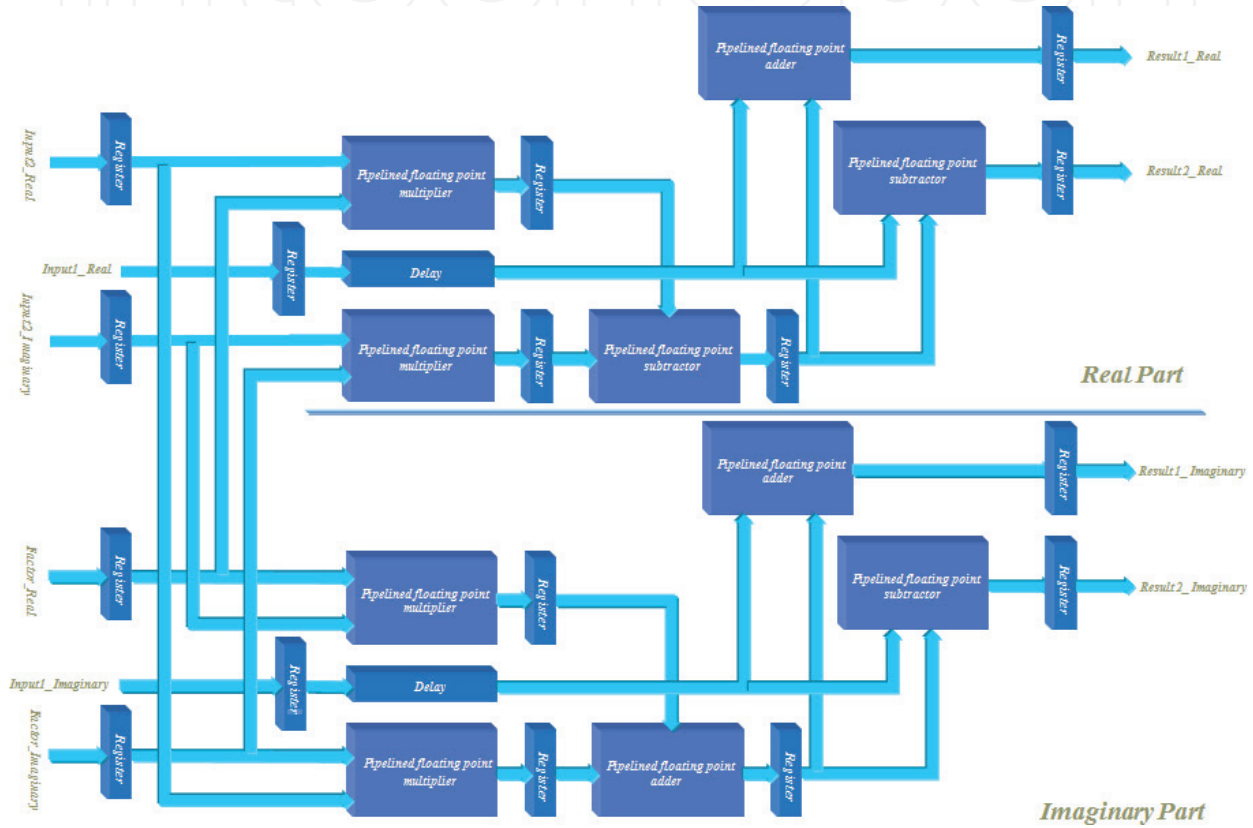 Pipelined floating point
adder
Register
Result1_Real
Input2_Real
Register
Pipelined floating point
multiplier
Register
Pipelined floating point
subtractor
Register
Result2_Real
Input1_Real
Register
Delay
Input2_Imaginary
Register
Pipelined floating point
multiplier
Register
Pipelined floating point
subtractor
Register
Real Part
Pipelined floating point
adder
Register
Result1_Imaginary
Factor_Real
Register
Pipelined floating point
multiplier
Register
Pipelined floating point
subtractor
Register
Result2_Imaginary
Input1_Imaginary
Register
Delay
Factor_Imaginary
Register
Pipelined floating point
multiplier
Register
Pipelined floating point
adder
Register
Imaginary Part